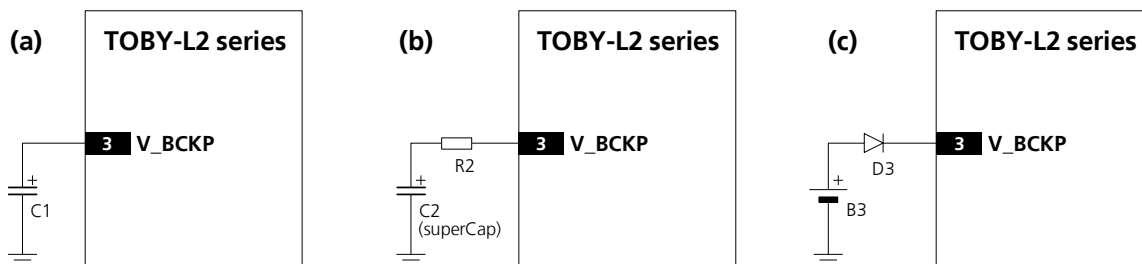 (a)
TOBY-L2 series
3 V_BCKP
+
C1
(b)
TOBY-L2 series
3 V_BCKP
R2
+
C2
(superCap)
(c)
TOBY-L2 series
3 V_BCKP
D3
+
B3